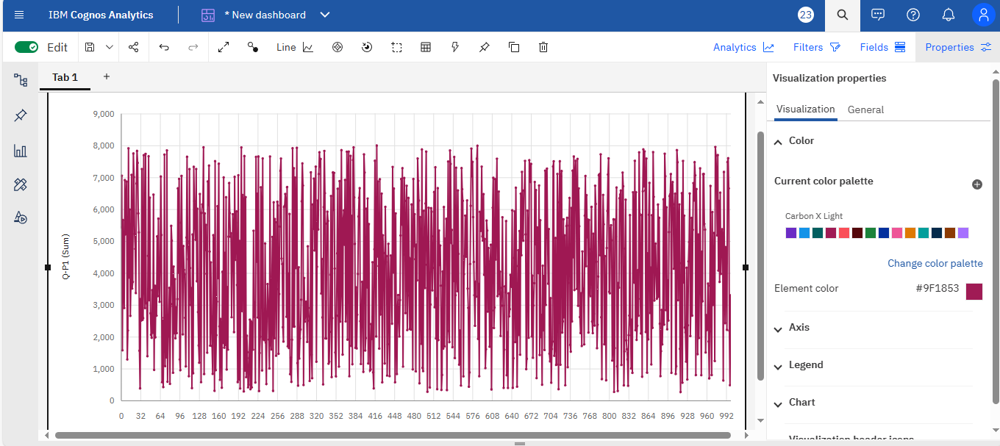 IBM Cognos Analytics
* New dashboard
23
Edit
Line
Analytics
Filters
Fields
Properties
Tab 1
+
Visualization properties
Visualization
General
Color
Current color palette
Carbon X Light
Change color palette
Element color
#9F1853
Axis
Legend
Chart
Visualization header icons
Q-P1 (Sum)
9,000
8,000
7,000
6,000
5,000
4,000
3,000
2,000
1,000
0
0 32 64 96 128 160 192 224 256 288 320 352 384 416 448 480 512 544 576 608 640 672 704 736 768 800 832 864 896 928 960 992